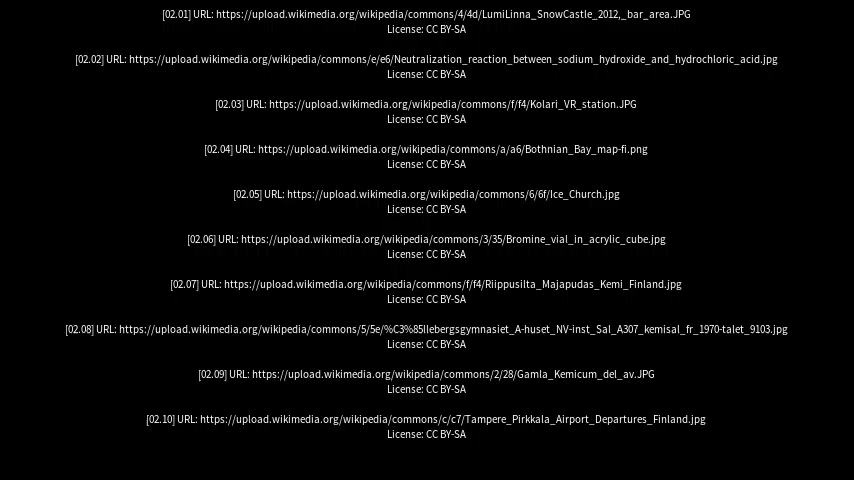 [02.01] URL: https://upload.wikimedia.org/wikipedia/commons/4/4d/LumiLinna_SnowCastle_2012,_bar_area.JPG
License: CC BY-SA
[02.02] URL: https://upload.wikimedia.org/wikipedia/commons/e/e6/Neutralization_reaction_between_sodium_hydroxide_and_hydrochloric_acid.jpg
License: CC BY-SA
[02.03] URL: https://upload.wikimedia.org/wikipedia/commons/f/f4/Kolari_VR_station.JPG
License: CC BY-SA
[02.04] URL: https://upload.wikimedia.org/wikipedia/commons/a/a6/Bothnian_Bay_map-fi.png
License: CC BY-SA
[02.05] URL: https://upload.wikimedia.org/wikipedia/commons/6/6f/Ice_Church.jpg
License: CC BY-SA
[02.06] URL: https://upload.wikimedia.org/wikipedia/commons/3/35/Bromine_vial_in_acrylic_cube.jpg
License: CC BY-SA
[02.07] URL: https://upload.wikimedia.org/wikipedia/commons/f/f4/Riippusilta_Majapudas_Kemi_Finland.jpg
License: CC BY-SA
[02.08] URL: https://upload.wikimedia.org/wikipedia/commons/5/5e/%C3%85llebergsgymnasiet_A-huset_NV-inst_Sal_A307_kemisal_fr_1970-talet_9103.jpg
License: CC BY-SA
[02.09] URL: https://upload.wikimedia.org/wikipedia/commons/2/28/Gamla_Kemicum_del_av.JPG
License: CC BY-SA
[02.10] URL: https://upload.wikimedia.org/wikipedia/commons/c/c7/Tampere_Pirkkala_Airport_Departures_Finland.jpg
License: CC BY-SA